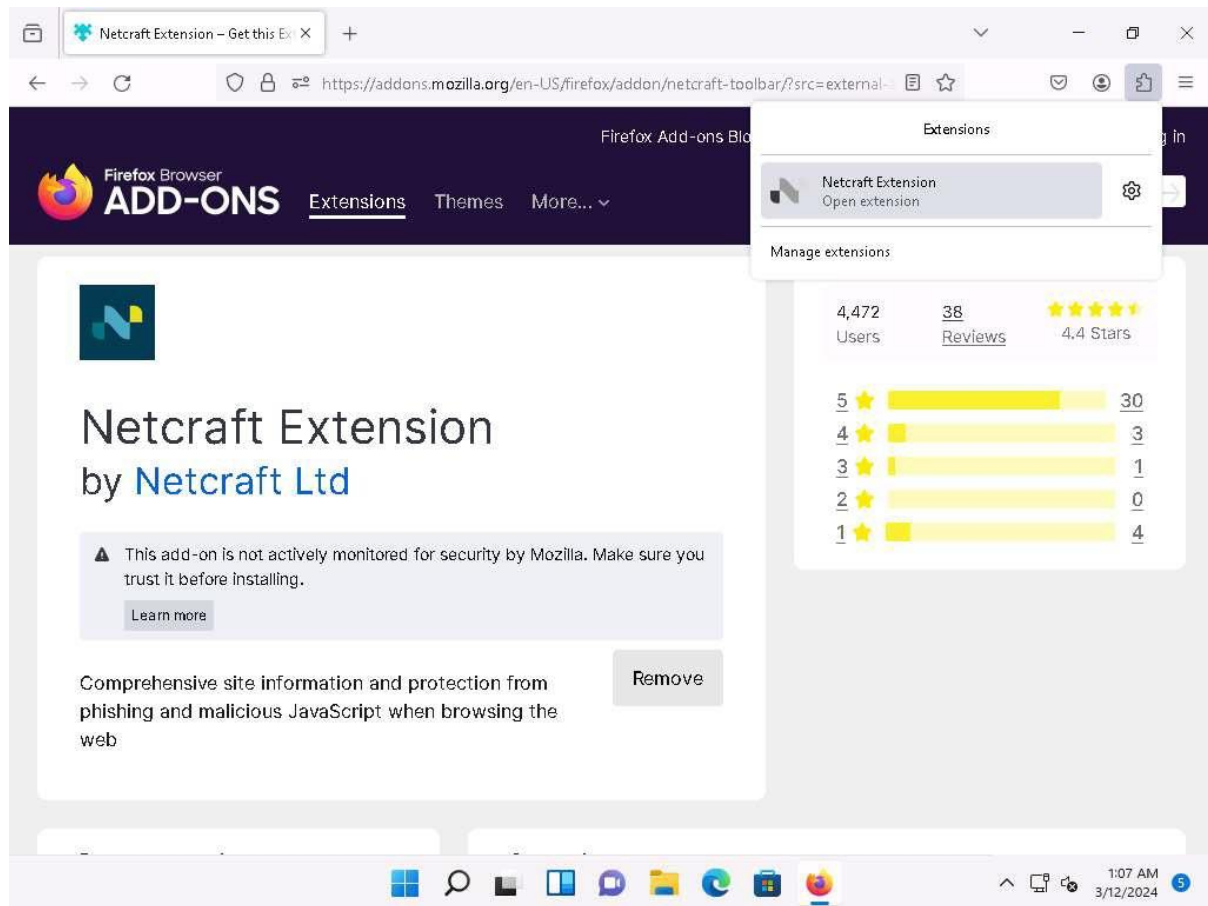 Netcraft Extension – Get this Ex
https://addons.mozilla.org/en-US/firefox/addon/netcraft-toolbar/?src=external-
Firefox Add-ons Blo
g in
Firefox Browser
ADD-ONS
Extensions
Themes
More...
Extensions
Netcraft Extension
Open extension
Manage extensions
Netcraft Extension
by Netcraft Ltd
This add-on is not actively monitored for security by Mozilla. Make sure you
trust it before installing.
Learn more
Comprehensive site information and protection from
phishing and malicious JavaScript when browsing the
web
Remove
4,472
Users
38
Reviews
4.4 Stars
5 30
4 3
3 1
2 0
1 4
1:07 AM
3/12/2024
5